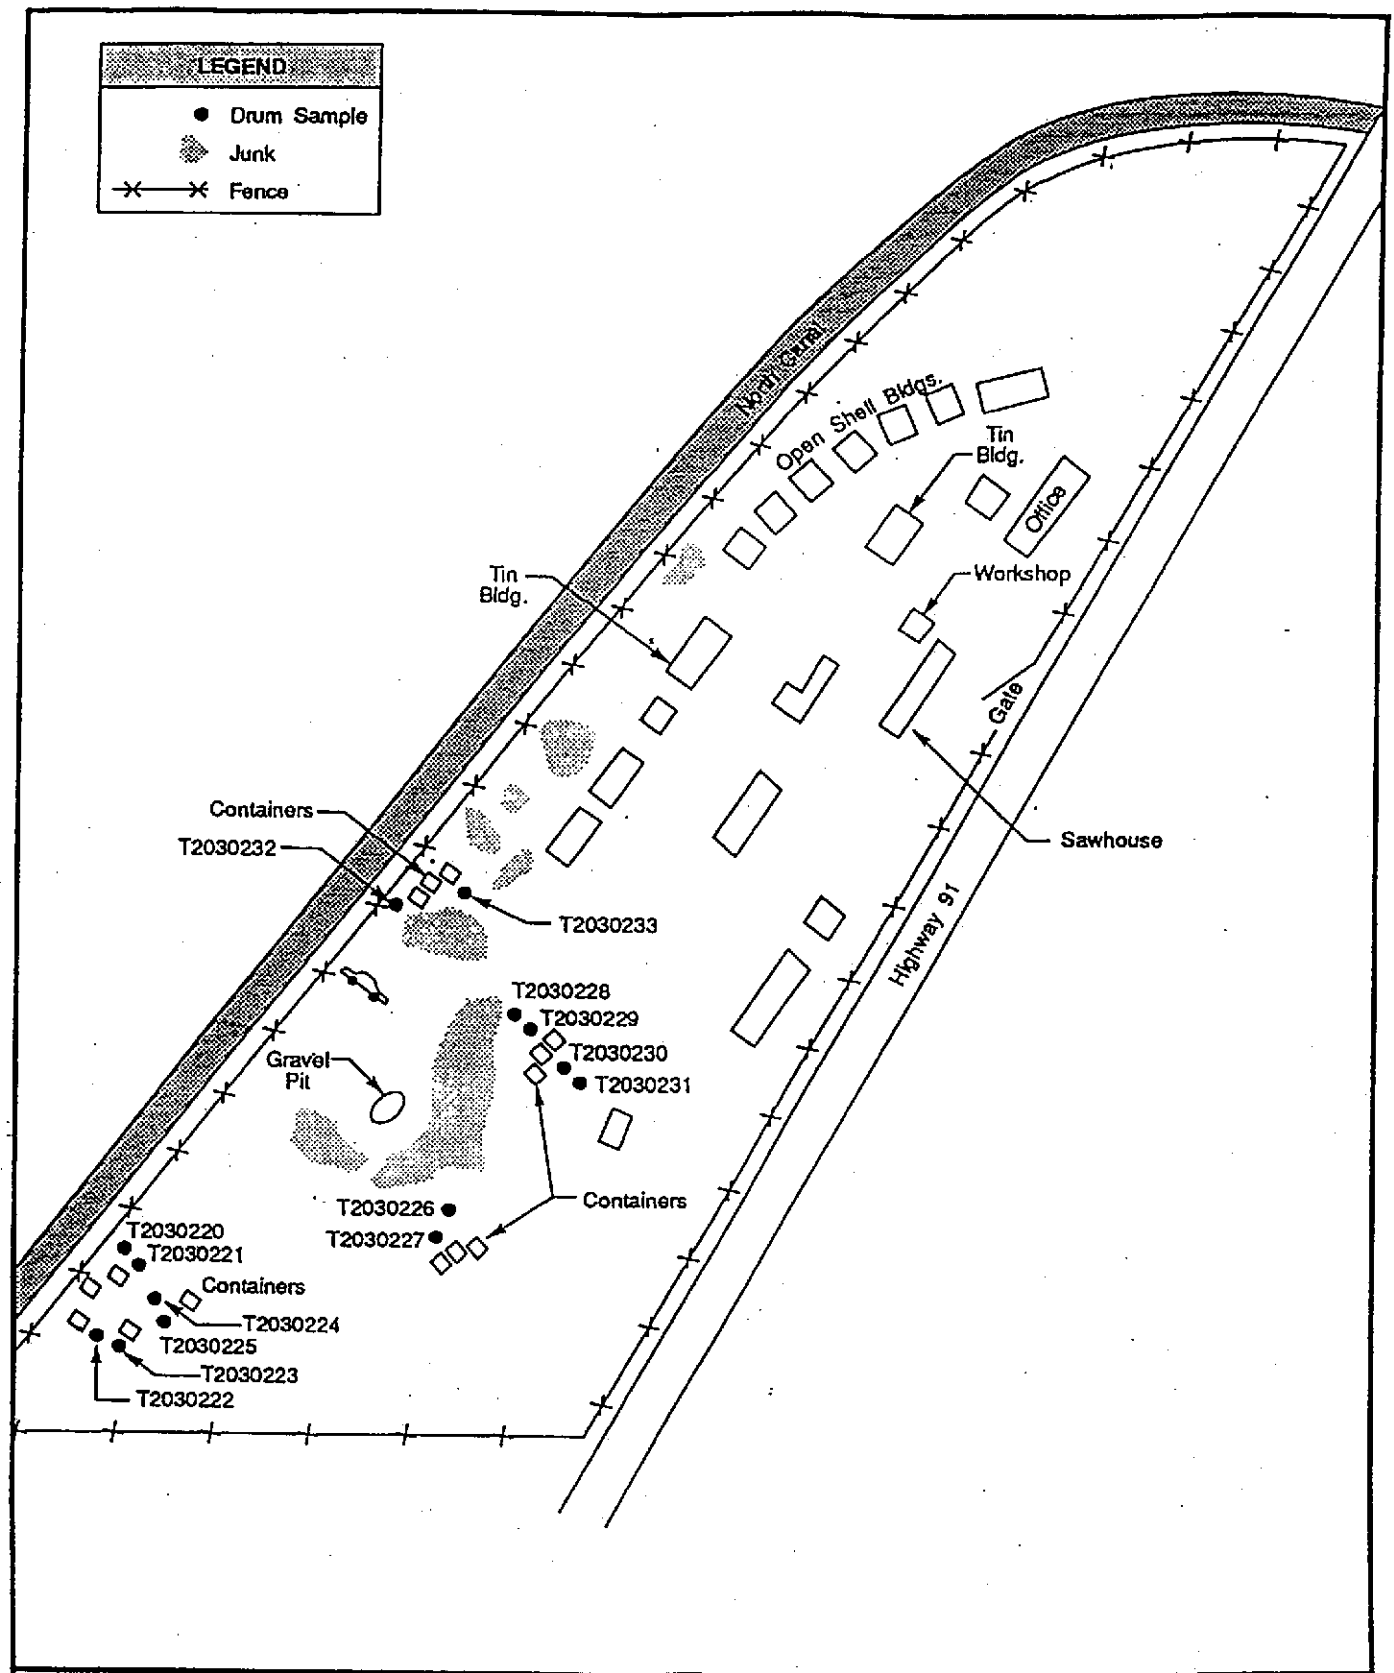 LEGEND
Drum Sample
Junk
Fence
North Canal
Open Shell Bldgs.
Tin
Bldg.
Office
Workshop
Tin
Bldg.
Gate
Sawhouse
Containers
T2030232
T2030233
Highway 91
T2030228
T2030229
T2030230
T2030231
Gravel
Pit
Containers
T2030226
T2030227
T2030220
T2030221
Containers
T2030224
T2030225
T2030223
T2030222